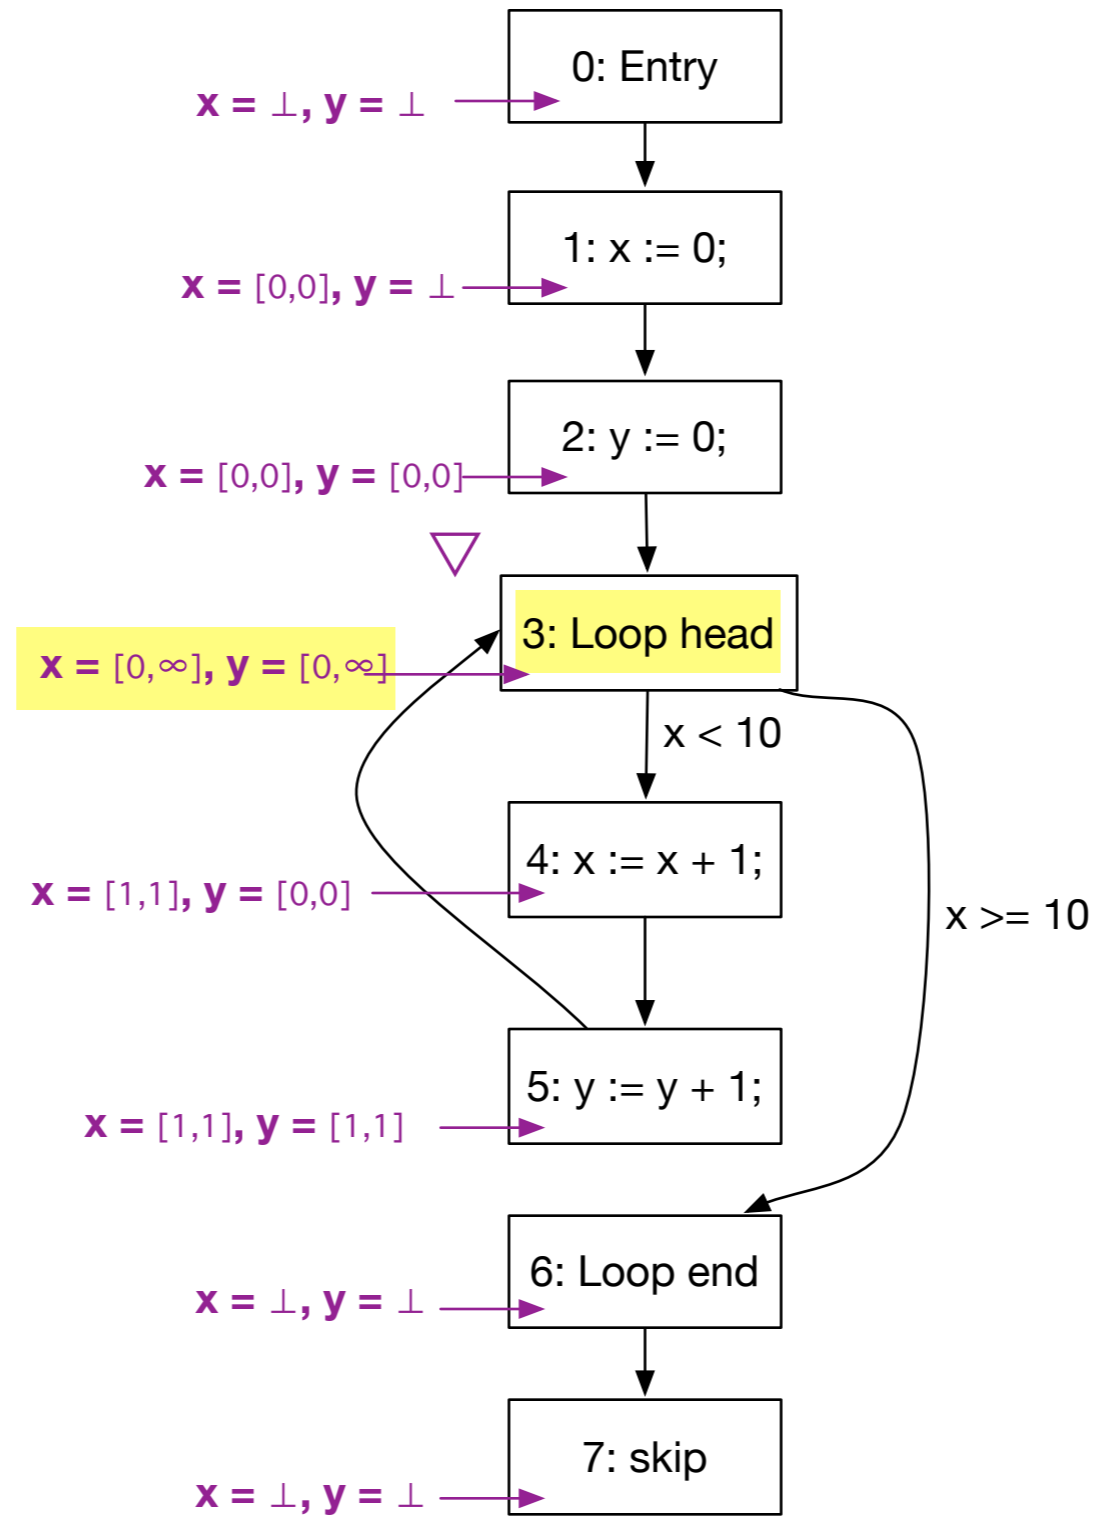 0: Entry
x = ⊥, y = ⊥
1: x := 0;
x = [0,0], y = ⊥
2: y := 0;
x = [0,0], y = [0,0]
▽
3: Loop head
x = [0,∞], y = [0,∞]
x < 10
4: x := x + 1;
x = [1,1], y = [0,0]
x >= 10
5: y := y + 1;
x = [1,1], y = [1,1]
6: Loop end
x = ⊥, y = ⊥
7: skip
x = ⊥, y = ⊥